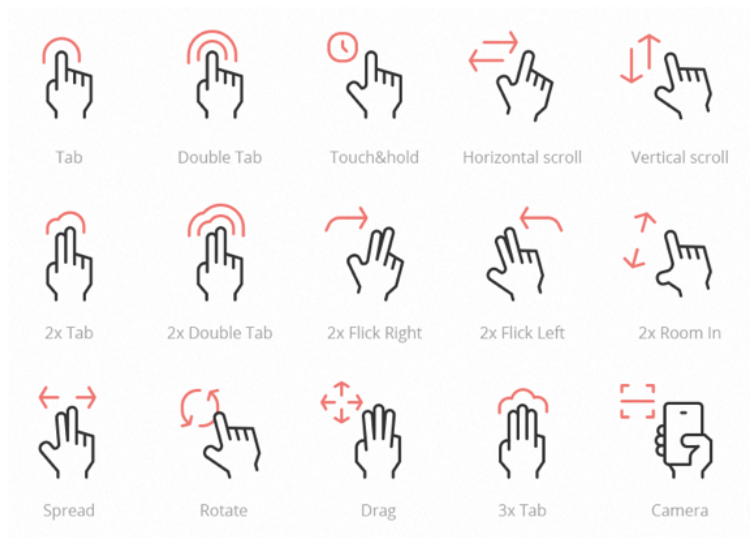 Tab
Double Tab
Touch&hold
Horizontal scroll
Vertical scroll
2x Tab
2x Double Tab
2x Flick Right
2x Flick Left
2x Room In
Spread
Rotate
Drag
3x Tab
Camera